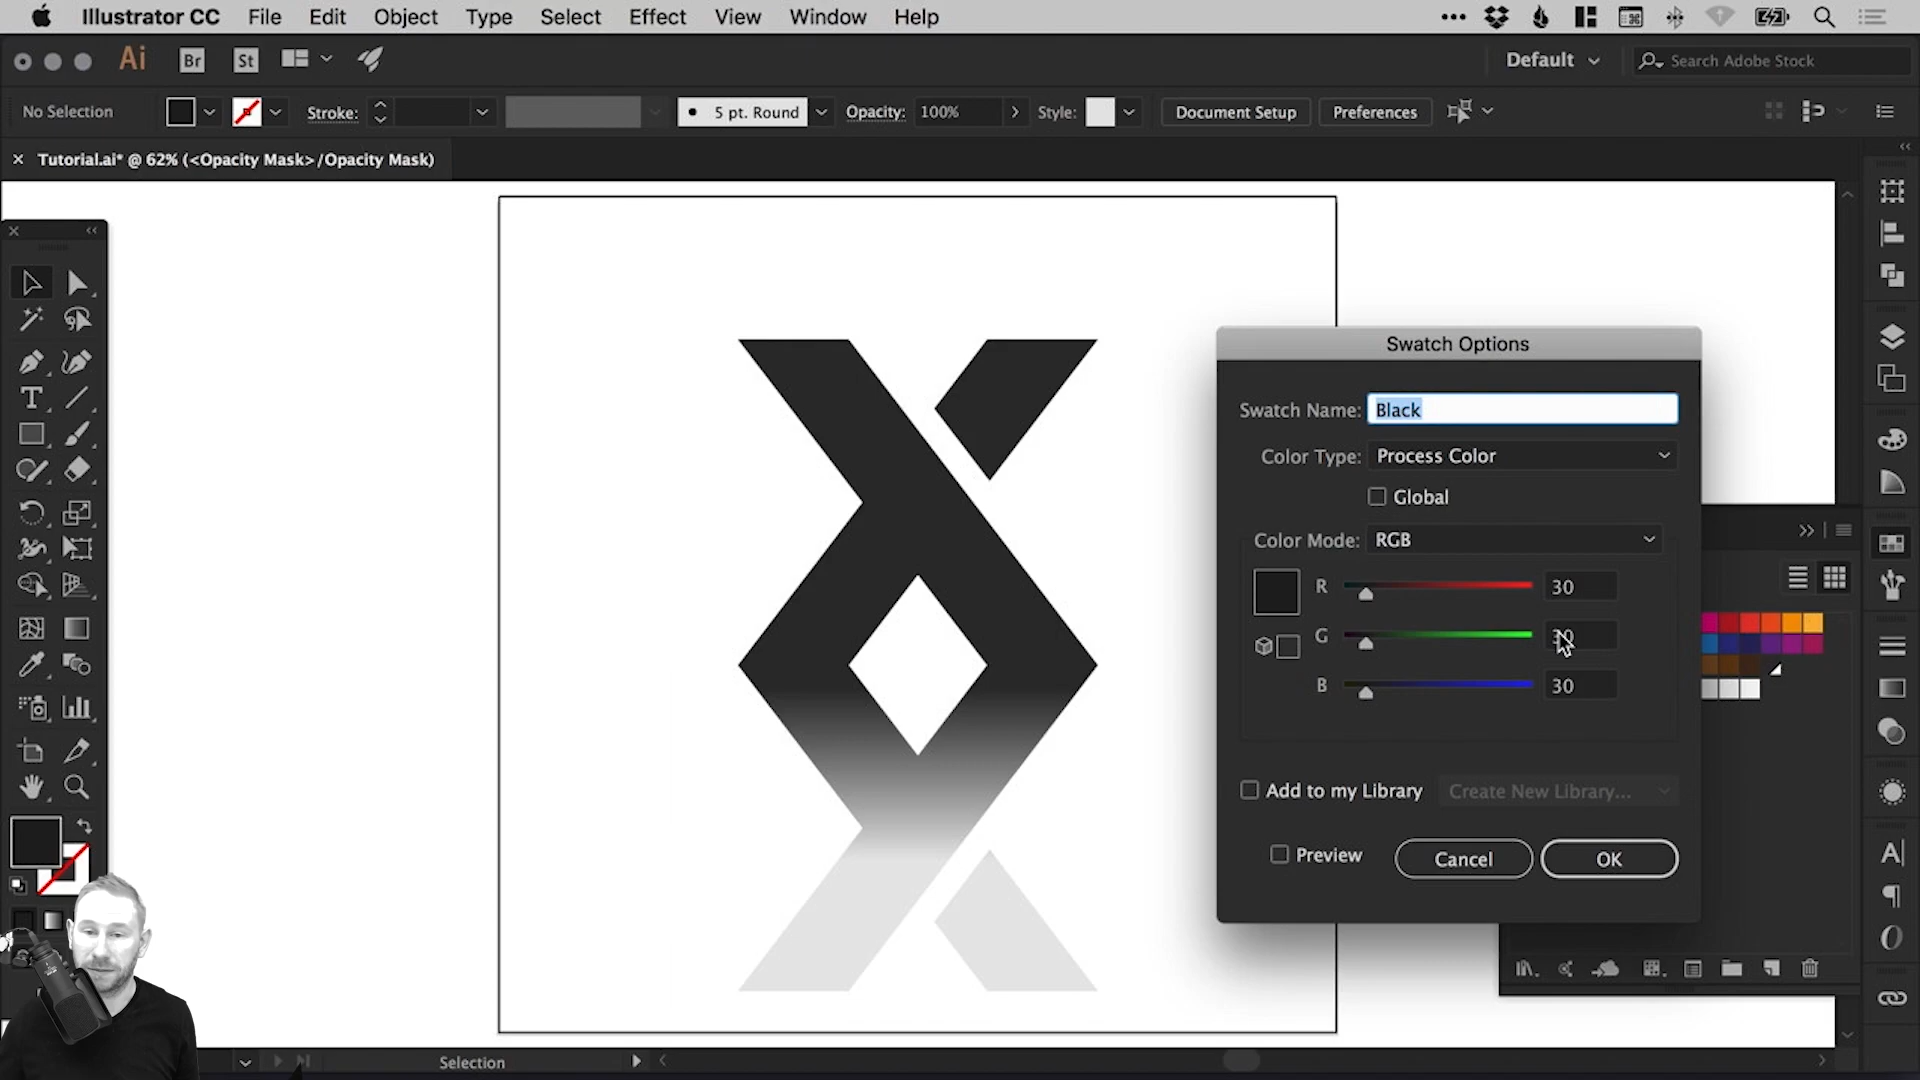 Illustrator CC File Edit Object Type Select Effect View Window Help
Ai Br St Default Search Adobe Stock
No Selection Stroke: 5 pt. Round Opacity: 100% Style: Document Setup Preferences
Tutorial.ai* @ 62% (<Opacity Mask>/Opacity Mask)
Swatch Options
Swatch Name: Black
Color Type: Process Color
Global
Color Mode: RGB
R 30
G 30
B 30
Add to my Library Create New Library...
Preview Cancel OK
Selection